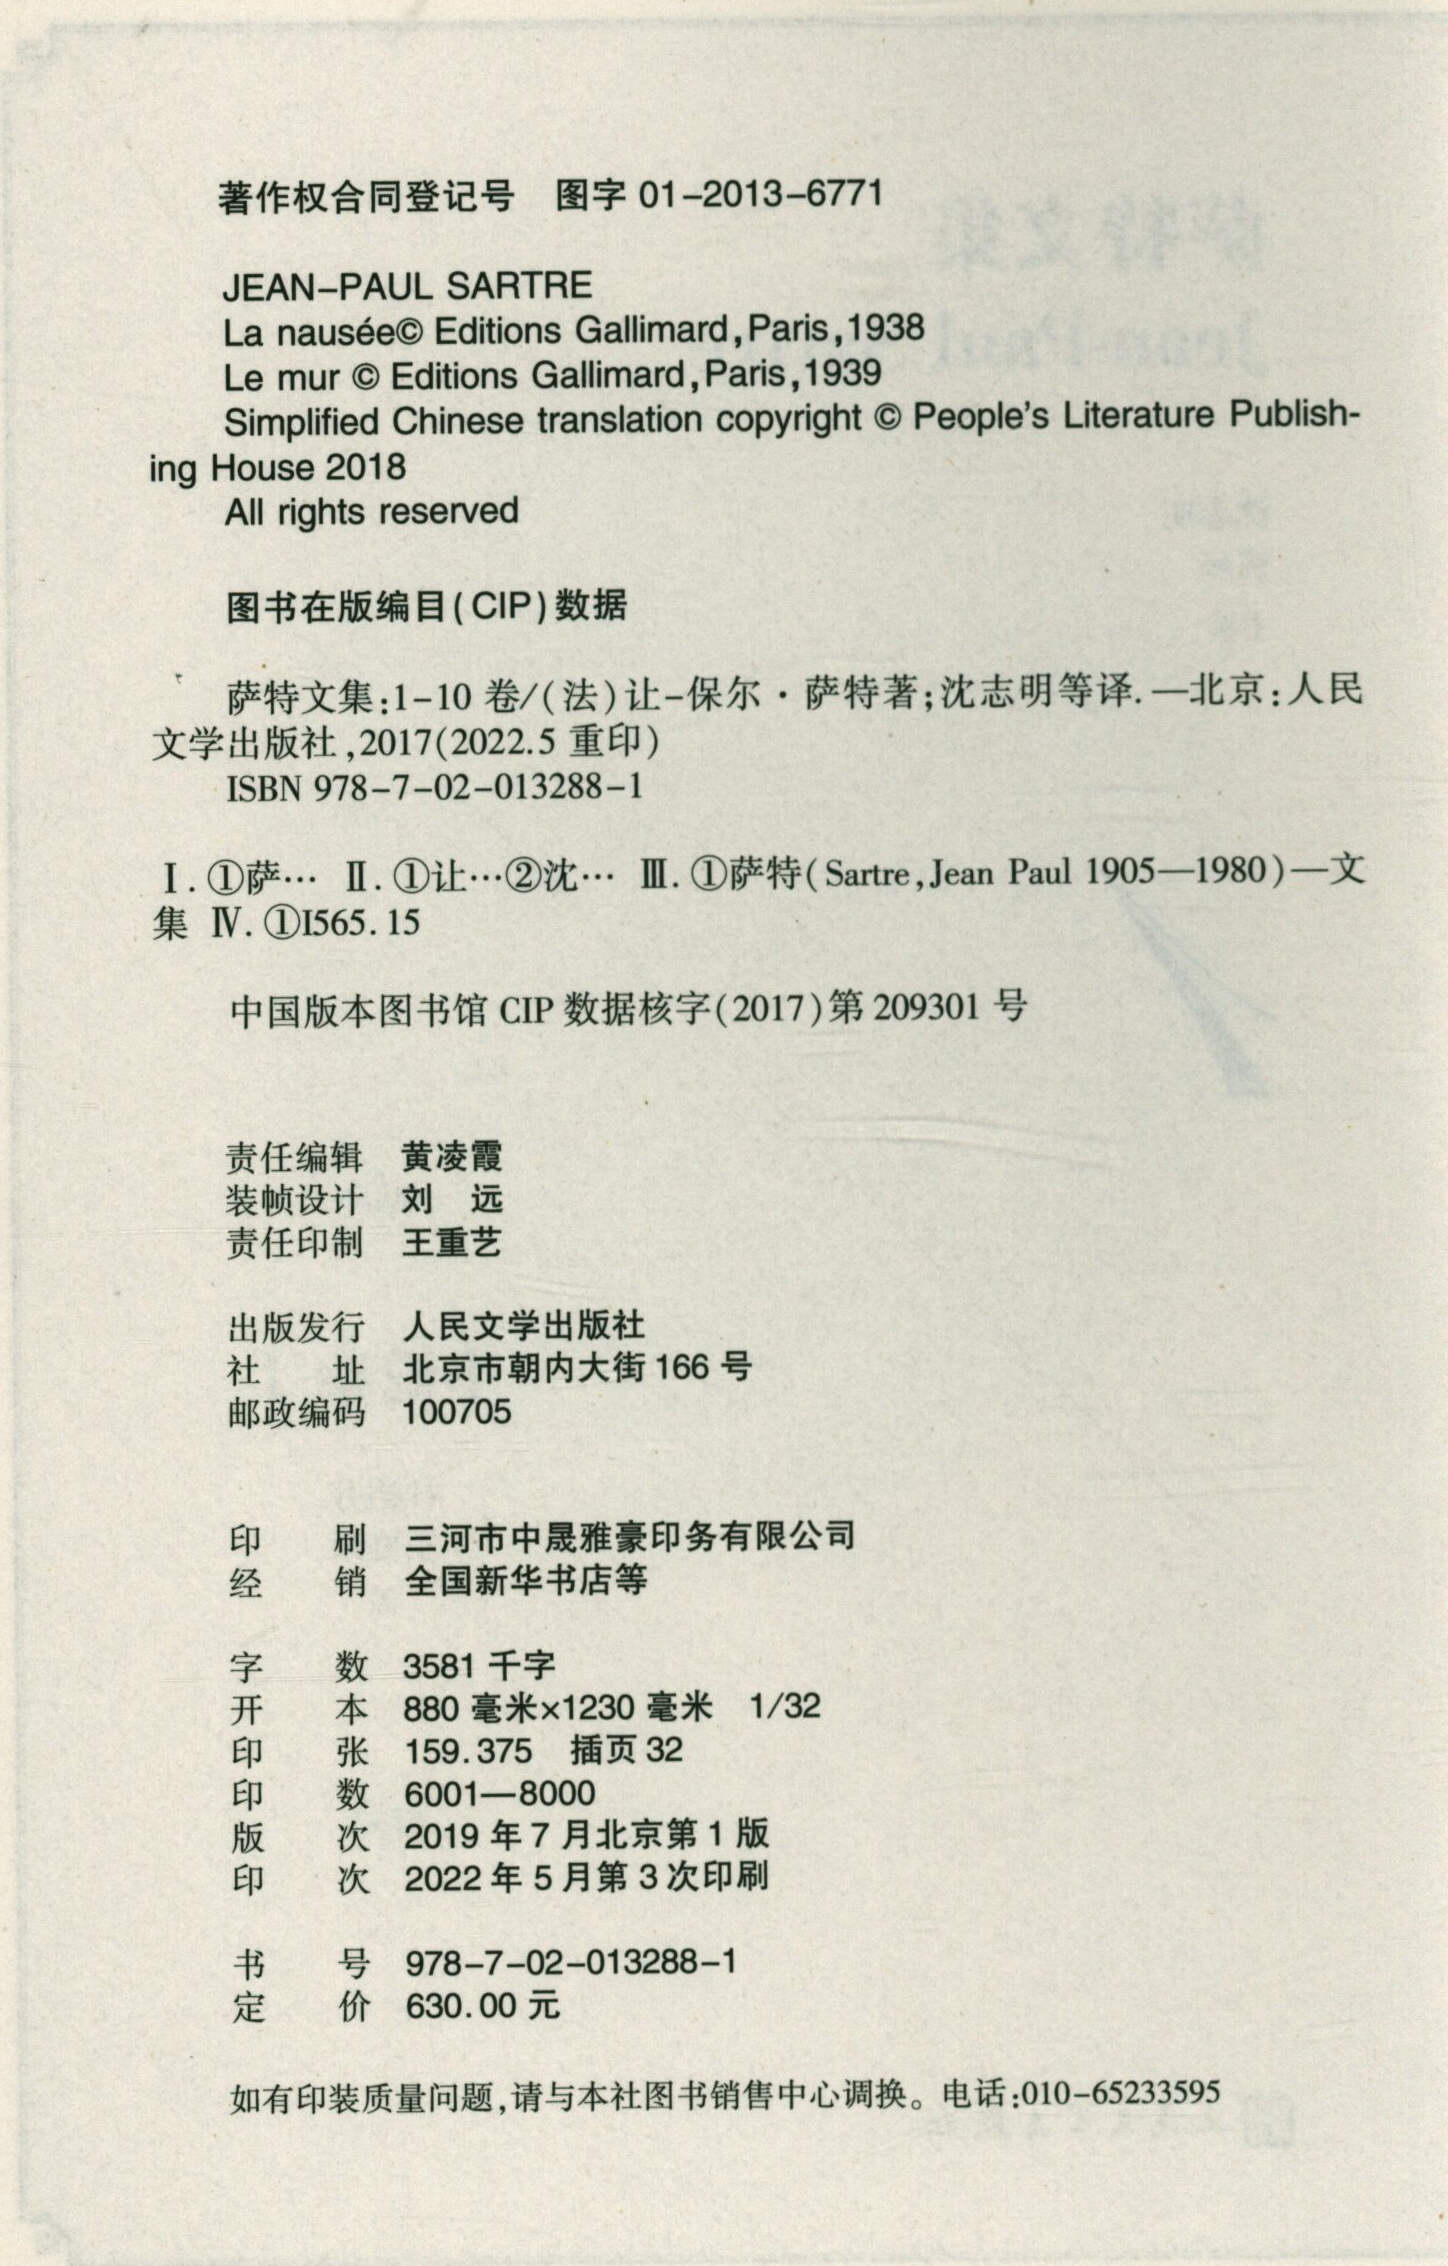 著作权合同登记号　图字 01-2013-6771
JEAN-PAUL SARTRE
La nausée© Editions Gallimard,Paris,1938
Le mur © Editions Gallimard,Paris,1939
Simplified Chinese translation copyright © People's Literature Publish-
ing House 2018
All rights reserved
图书在版编目(CIP)数据
萨特文集:1-10 卷/(法)让-保尔·萨特著;沈志明等译.—北京:人民
文学出版社,2017(2022.5 重印)
ISBN 978-7-02-013288-1
Ⅰ.①萨… Ⅱ.①让…②沈… Ⅲ.①萨特(Sartre,Jean Paul 1905—1980)—文
集 Ⅳ.①I565.15
中国版本图书馆 CIP 数据核字(2017)第 209301 号
责任编辑　黄凌霞
装帧设计　刘　远
责任印制　王重艺
出版发行　人民文学出版社
社　　址　北京市朝内大街 166 号
邮政编码　100705
印　　刷　三河市中晟雅豪印务有限公司
经　　销　全国新华书店等
字　　数　3581 千字
开　　本　880 毫米×1230 毫米　1/32
印　　张　159.375　插页 32
印　　数　6001—8000
版　　次　2019 年 7 月北京第 1 版
印　　次　2022 年 5 月第 3 次印刷
书　　号　978-7-02-013288-1
定　　价　630.00 元
如有印装质量问题,请与本社图书销售中心调换。电话:010-65233595